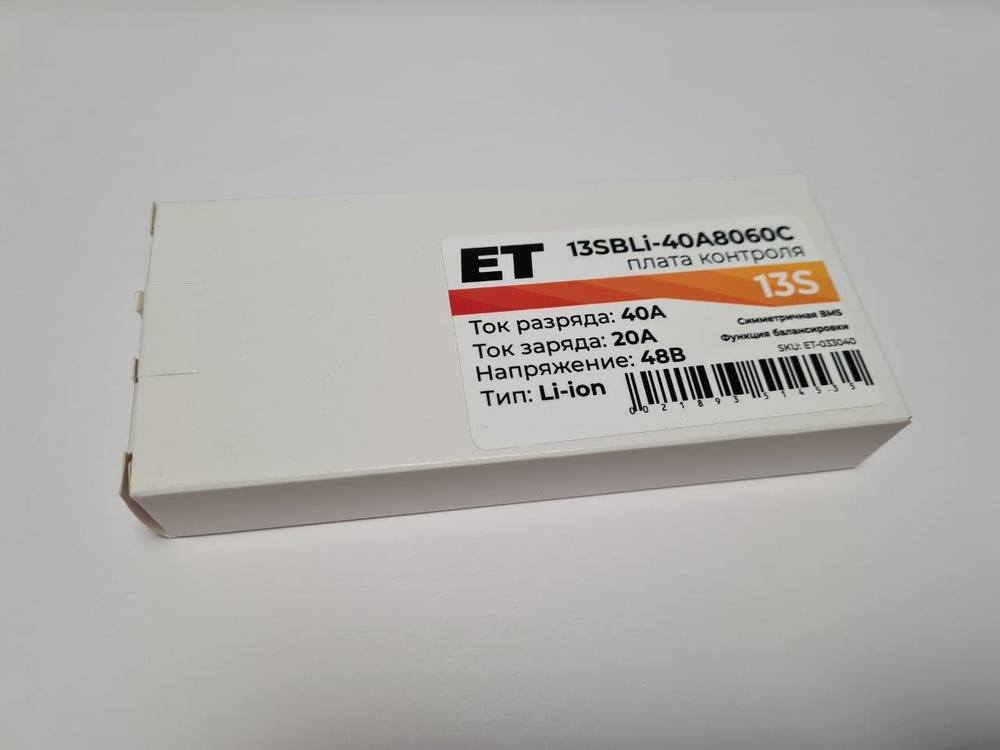 ET
13SBLi-40A8060C
плата контроля
13S
Ток разряда: 40А
Ток заряда: 20А
Напряжение: 48В
Тип: Li-ion
Симметричная BMS
Функция балансировки
SKU: ET-033040
0021893514535